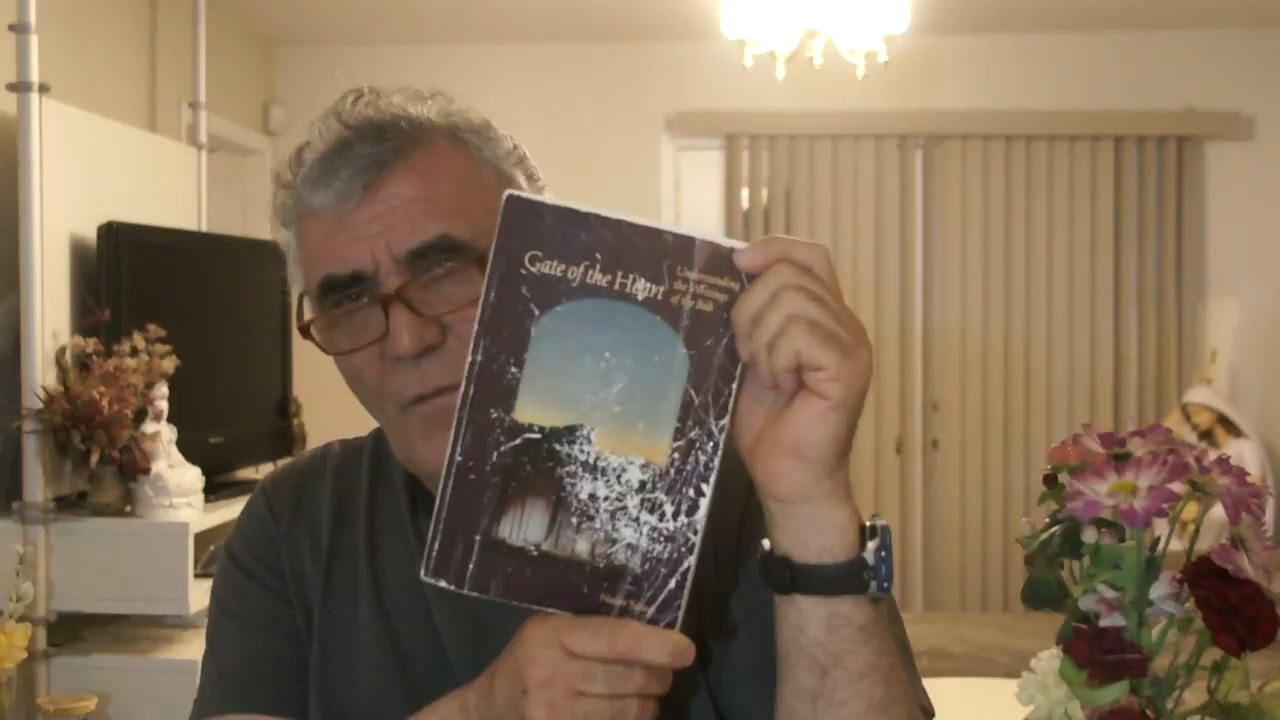 Gate of the Heart
Understanding
the Writings
of the Báb